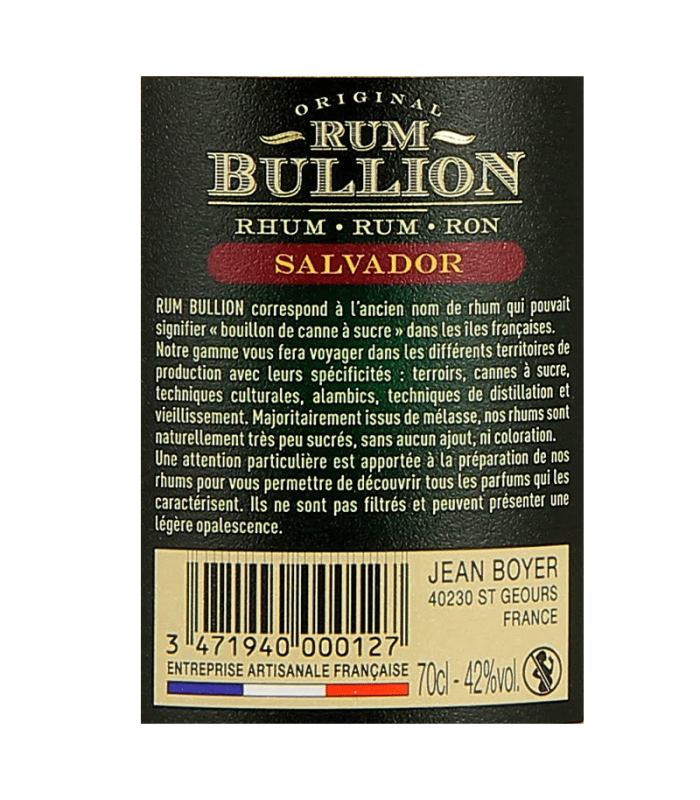 ORIGINAL
RUM
BULLION
RHUM • RUM • RON
SALVADOR
RUM BULLION correspond à l'ancien nom de rhum qui pouvait
signifier « bouillon de canne à sucre » dans les îles françaises.
Notre gamme vous fera voyager dans les différents territoires de
production avec leurs spécificités : terroirs, cannes à sucre,
techniques culturales, alambics, techniques de distillation et
vieillissement. Majoritairement issus de mélasse, nos rhums sont
naturellement très peu sucrés, sans aucun ajout, ni coloration.
Une attention particulière est apportée à la préparation de nos
rhums pour vous permettre de découvrir tous les parfums qui les
caractérisent. Ils ne sont pas filtrés et peuvent présenter une
légère opalescence.
JEAN BOYER
40230 ST GEOURS
FRANCE
3 471940 000127
ENTREPRISE ARTISANALE FRANÇAISE
70cl - 42%vol.